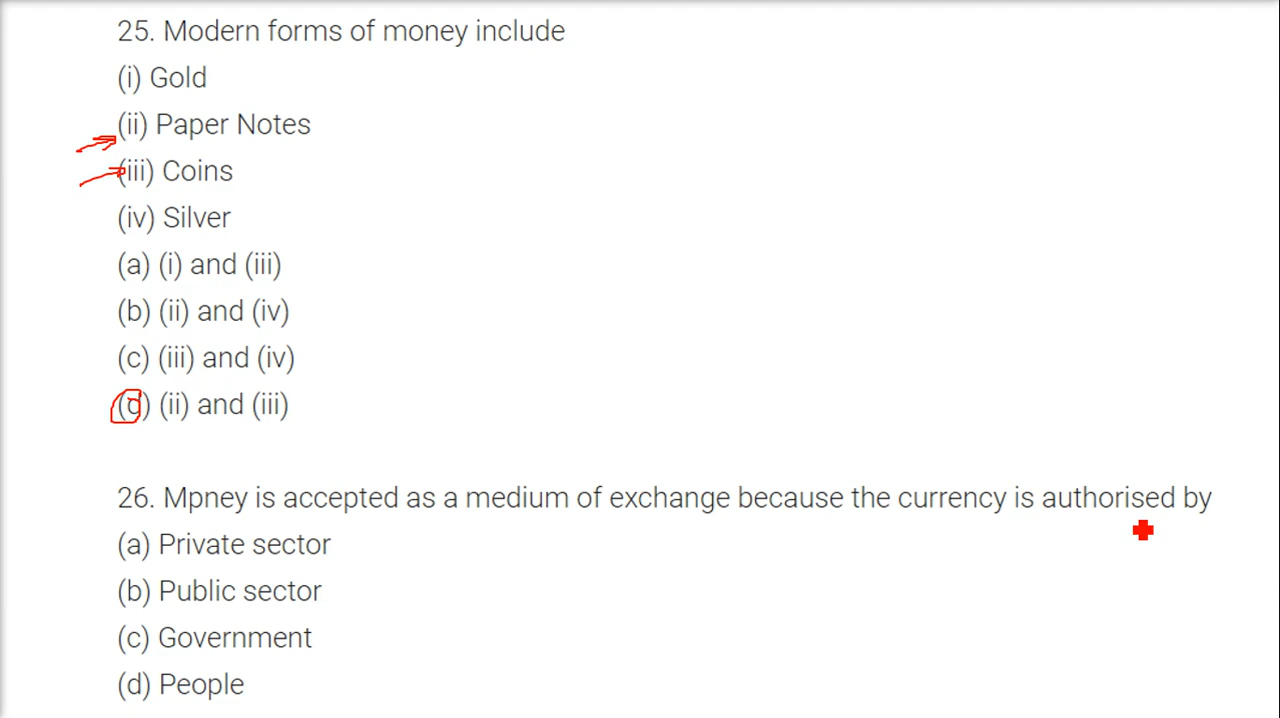 25. Modern forms of money include
(i) Gold
(ii) Paper Notes
(iii) Coins
(iv) Silver
(a) (i) and (iii)
(b) (ii) and (iv)
(c) (iii) and (iv)
(d) (ii) and (iii)
26. Mpney is accepted as a medium of exchange because the currency is authorised by
(a) Private sector
(b) Public sector
(c) Government
(d) People